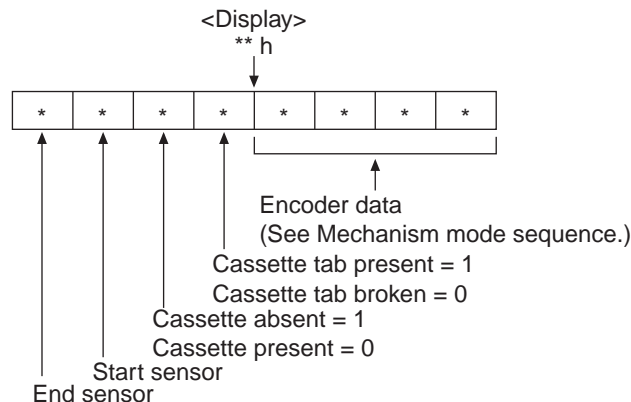 <Display>
** h
* * * * * * * *
Encoder data
(See Mechanism mode sequence.)
Cassette tab present = 1
Cassette tab broken = 0
Cassette absent = 1
Cassette present = 0
Start sensor
End sensor